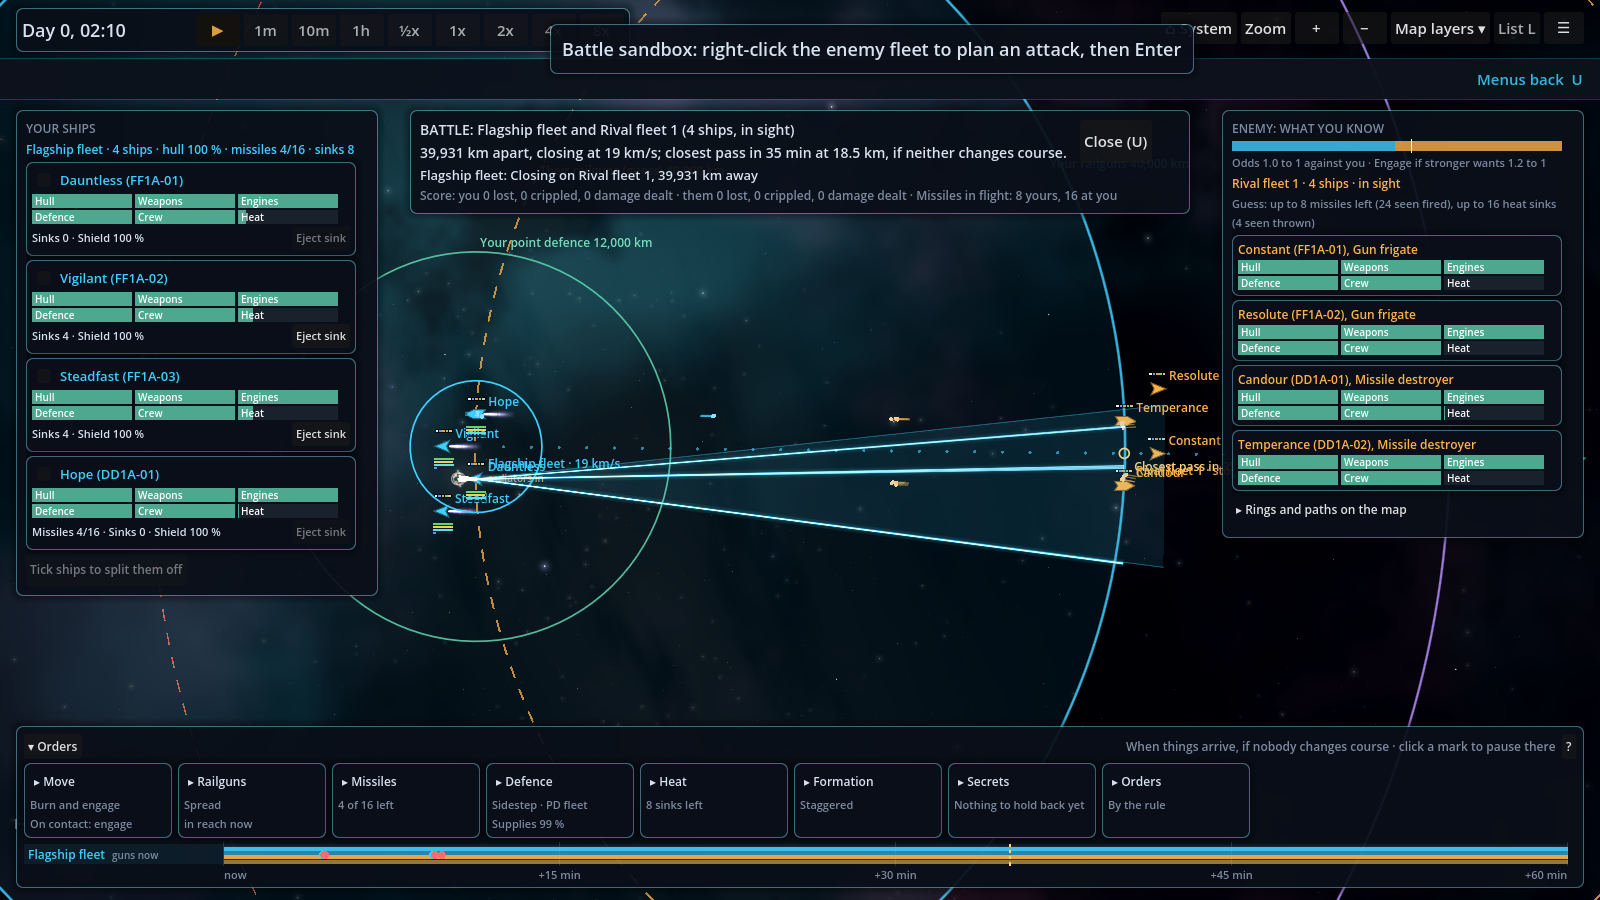 Day 0, 02:10
1m
10m
1h
½x
1x
2x
System
Zoom
+
−
Map layers ▾
List L
☰
Battle sandbox: right-click the enemy fleet to plan an attack, then Enter
Menus back U
YOUR SHIPS
Flagship fleet · 4 ships · hull 100 % · missiles 4/16 · sinks 8
Dauntless (FF1A-01)
Hull
Weapons
Engines
Defence
Crew
Heat
Sinks 0 · Shield 100 %
Eject sink
Vigilant (FF1A-02)
Hull
Weapons
Engines
Defence
Crew
Heat
Sinks 4 · Shield 100 %
Eject sink
Steadfast (FF1A-03)
Hull
Weapons
Engines
Defence
Crew
Heat
Sinks 4 · Shield 100 %
Eject sink
Hope (DD1A-01)
Hull
Weapons
Engines
Defence
Crew
Heat
Missiles 4/16 · Sinks 0 · Shield 100 %
Eject sink
Tick ships to split them off
BATTLE: Flagship fleet and Rival fleet 1 (4 ships, in sight)
39,931 km apart, closing at 19 km/s; closest pass in 35 min at 18.5 km, if neither changes course.
Flagship fleet: Closing on Rival fleet 1, 39,931 km away
Score: you 0 lost, 0 crippled, 0 damage dealt · them 0 lost, 0 crippled, 0 damage dealt · Missiles in flight: 8 yours, 16 at you
Close (U)
Your point defence 12,000 km
Hope
Vigilant
Flagship fleet · 19 km/s
Dauntless
Steadfast
Resolute
Temperance
Constant
Closest pass in
Candour
ENEMY: WHAT YOU KNOW
Odds 1.0 to 1 against you · Engage if stronger wants 1.2 to 1
Rival fleet 1 · 4 ships · in sight
Guess: up to 8 missiles left (24 seen fired), up to 16 heat sinks
(4 seen thrown)
Constant (FF1A-01), Gun frigate
Hull
Weapons
Engines
Defence
Crew
Heat
Resolute (FF1A-02), Gun frigate
Hull
Weapons
Engines
Defence
Crew
Heat
Candour (DD1A-01), Missile destroyer
Hull
Weapons
Engines
Defence
Crew
Heat
Temperance (DD1A-02), Missile destroyer
Hull
Weapons
Engines
Defence
Crew
Heat
▸ Rings and paths on the map
▾ Orders
When things arrive, if nobody changes course · click a mark to pause there
?
▸ Move
Burn and engage
On contact: engage
▸ Railguns
Spread
in reach now
▸ Missiles
4 of 16 left
▸ Defence
Sidestep · PD fleet
Supplies 99 %
▸ Heat
8 sinks left
▸ Formation
Staggered
▸ Secrets
Nothing to hold back yet
▸ Orders
By the rule
Flagship fleet guns now
now
+15 min
+30 min
+45 min
+60 min